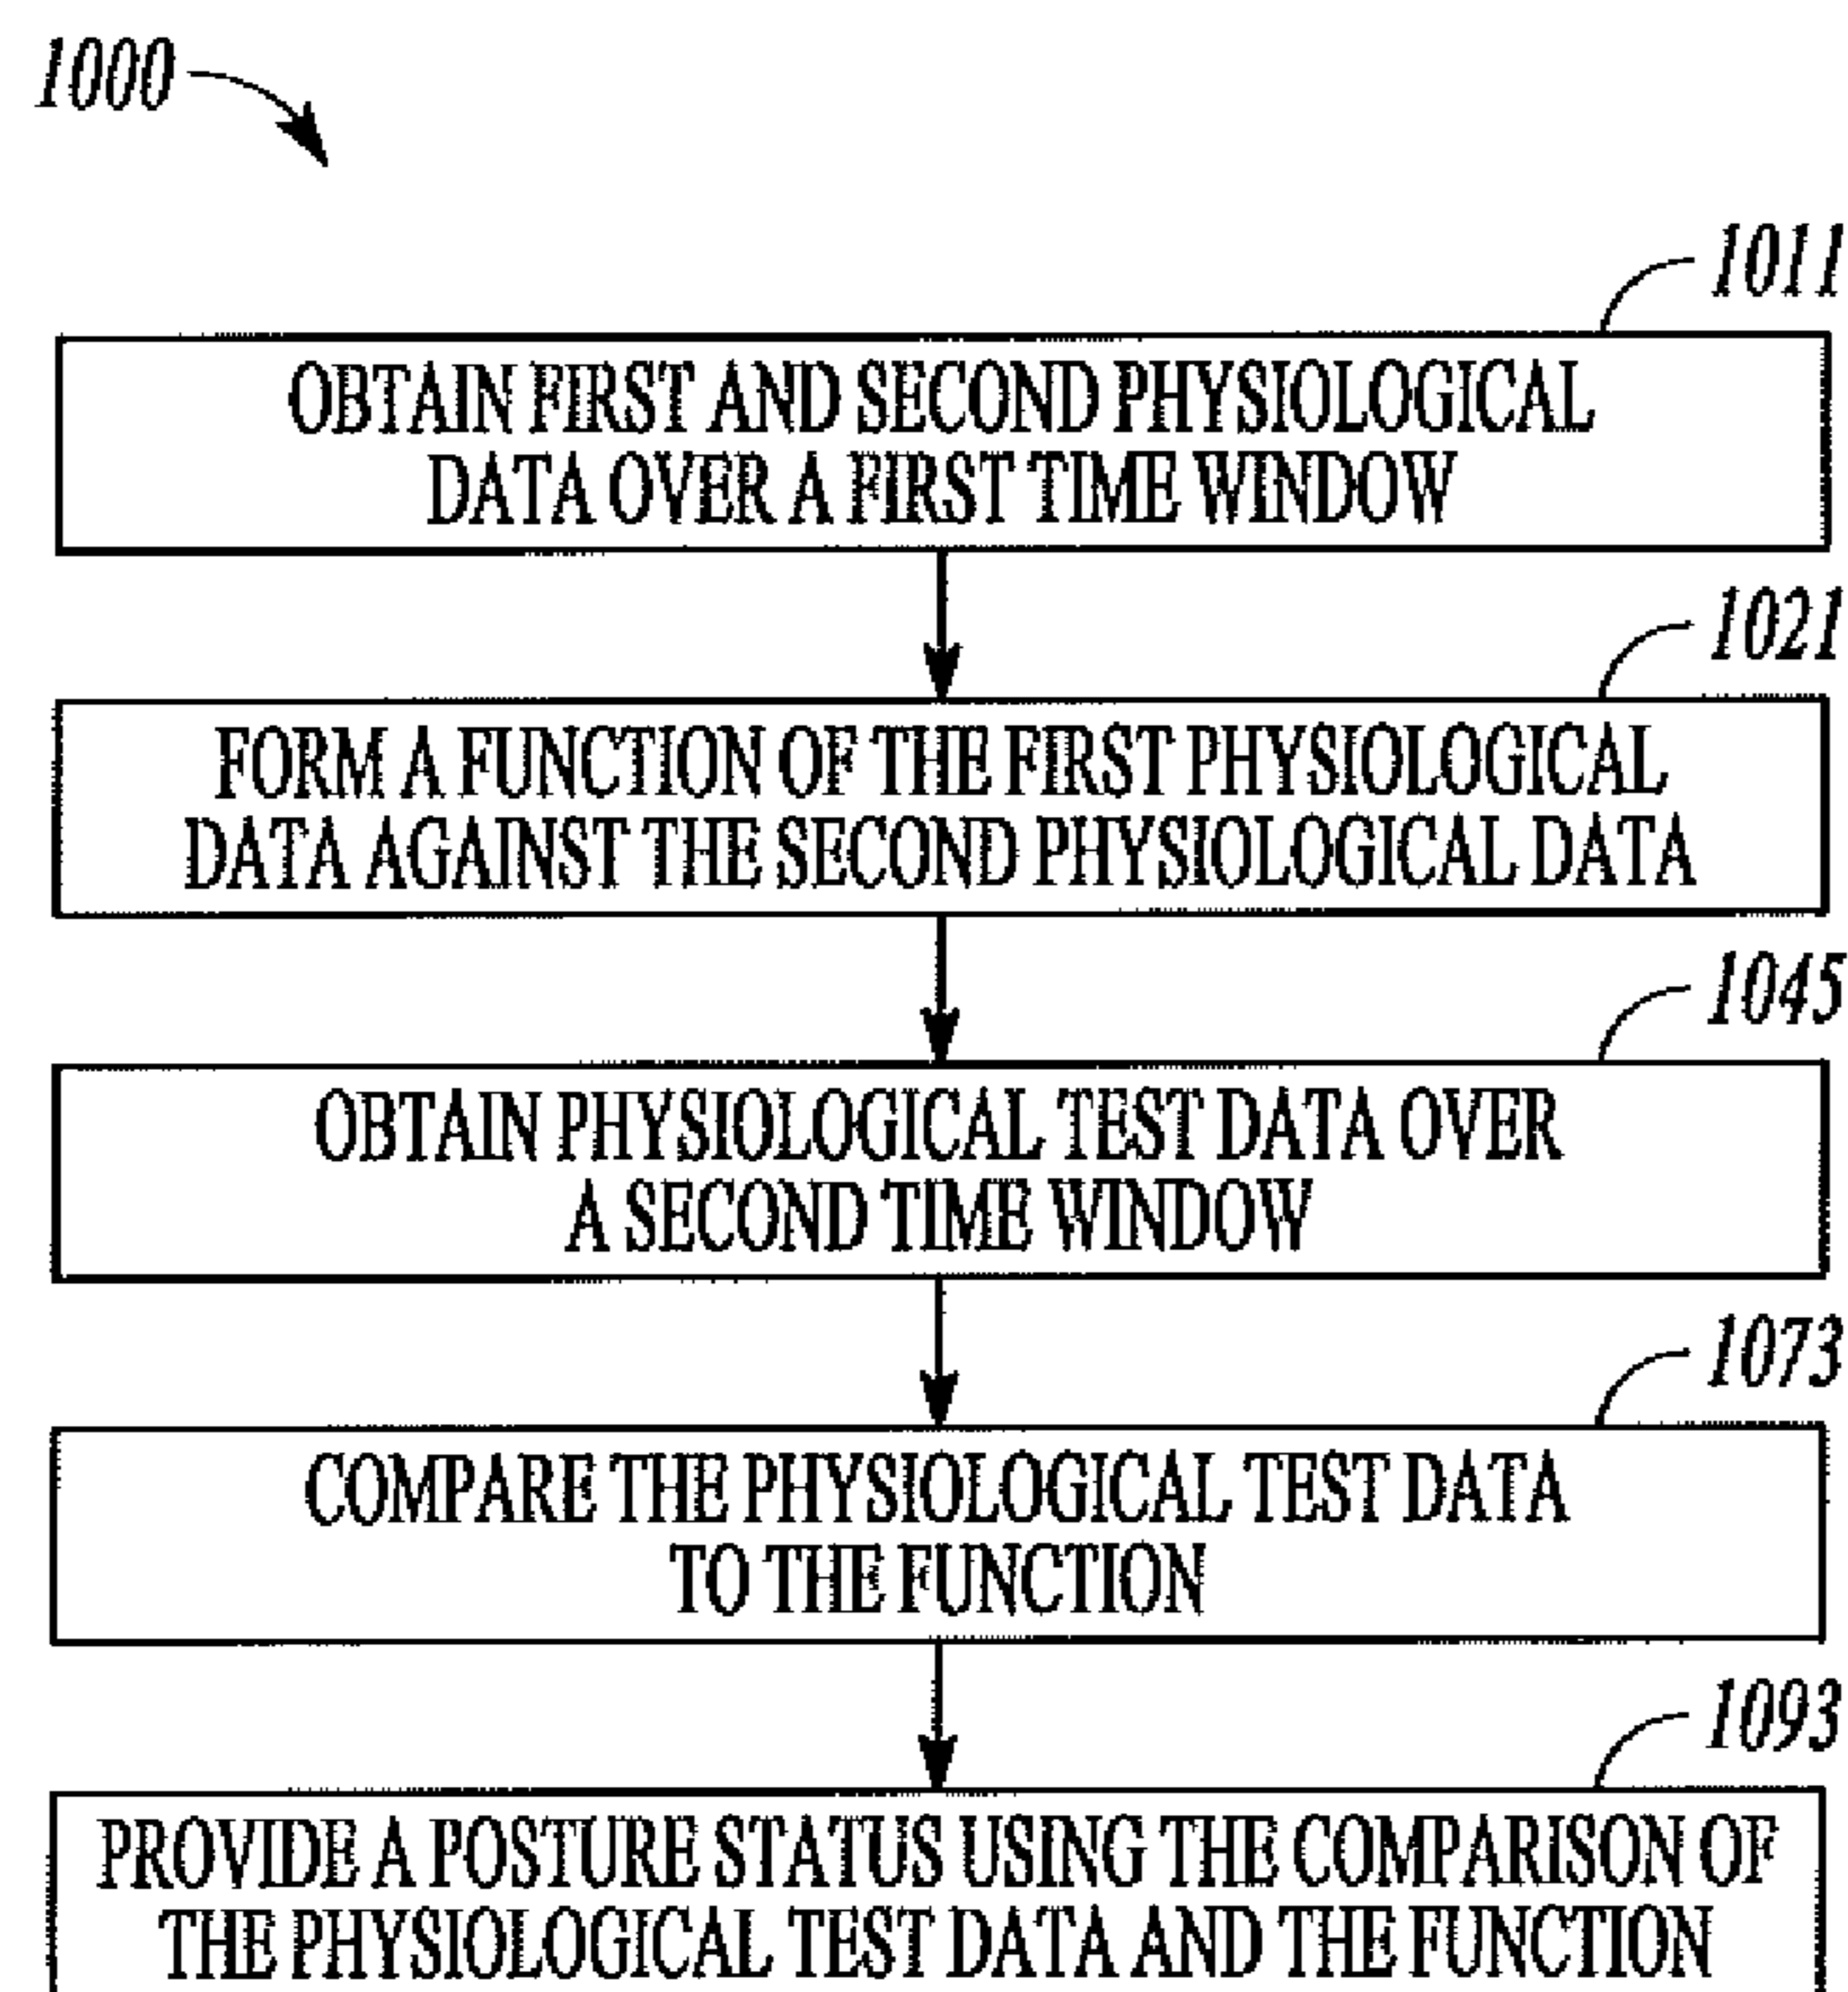 1000
1011
OBTAIN FIRST AND SECOND PHYSIOLOGICAL
DATA OVER A FIRST TIME WINDOW
1021
FORM A FUNCTION OF THE FIRST PHYSIOLOGICAL
DATA AGAINST THE SECOND PHYSIOLOGICAL DATA
1045
OBTAIN PHYSIOLOGICAL TEST DATA OVER
A SECOND TIME WINDOW
1073
COMPARE THE PHYSIOLOGICAL TEST DATA
TO THE FUNCTION
1093
PROVIDE A POSTURE STATUS USING THE COMPARISON OF
THE PHYSIOLOGICAL TEST DATA AND THE FUNCTION